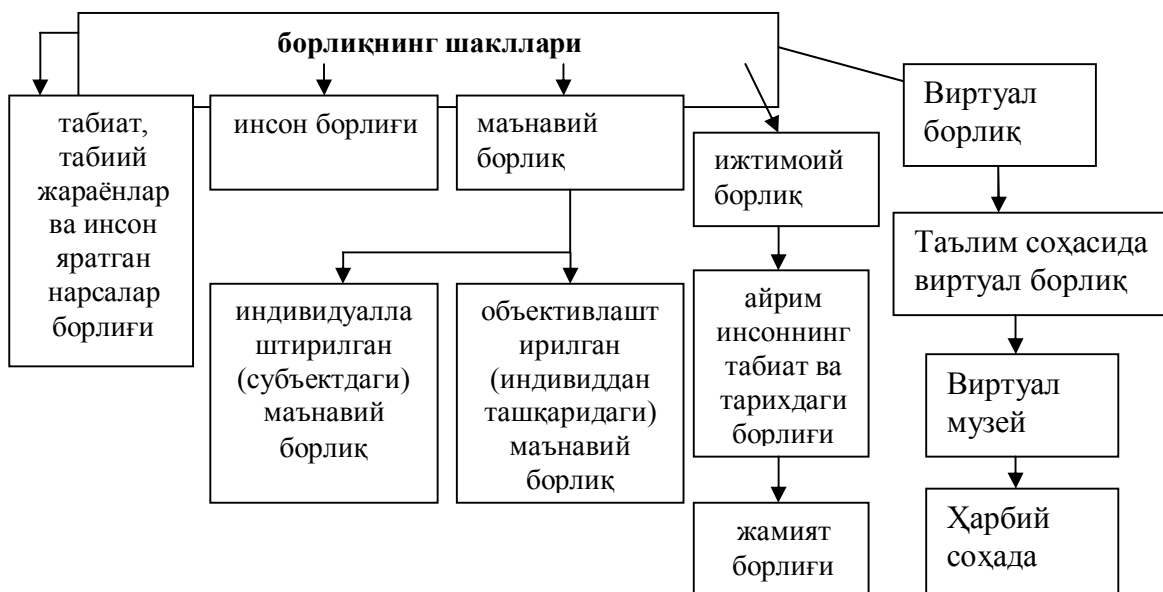 борлиқнинг шакллари
табиат,
табиий
жараёнлар
ва инсон
яратган
нарсалар
борлиғи
инсон борлиғи
маънавий
борлиқ
ижтимоий
борлиқ
Виртуал
борлиқ
индивидуалла
штирилган
(субъектдаги)
маънавий
борлиқ
объективлашт
ирилган
(индивиддан
ташқаридаги)
маънавий
борлиқ
айрим
инсоннинг
табиат ва
тарихдаги
борлиғи
жамият
борлиғи
Таълим соҳасида
виртуал борлиқ
Виртуал
музей
Ҳарбий
соҳада